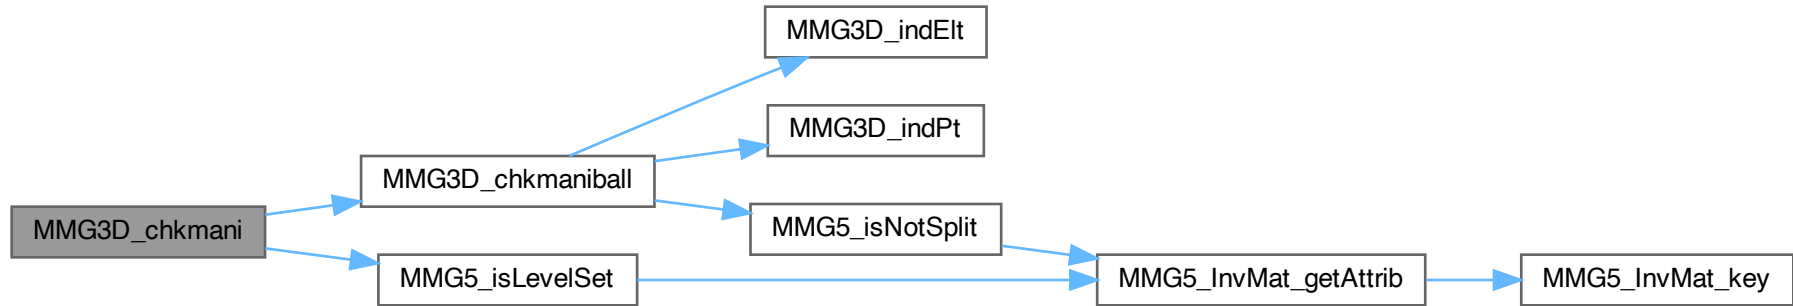 MMG3D_indElt
MMG3D_indPt
MMG3D_chkmaniball
MMG3D_chkmani
MMG5_isNotSplit
MMG5_isLevelSet
MMG5_InvMat_getAttrib
MMG5_InvMat_key